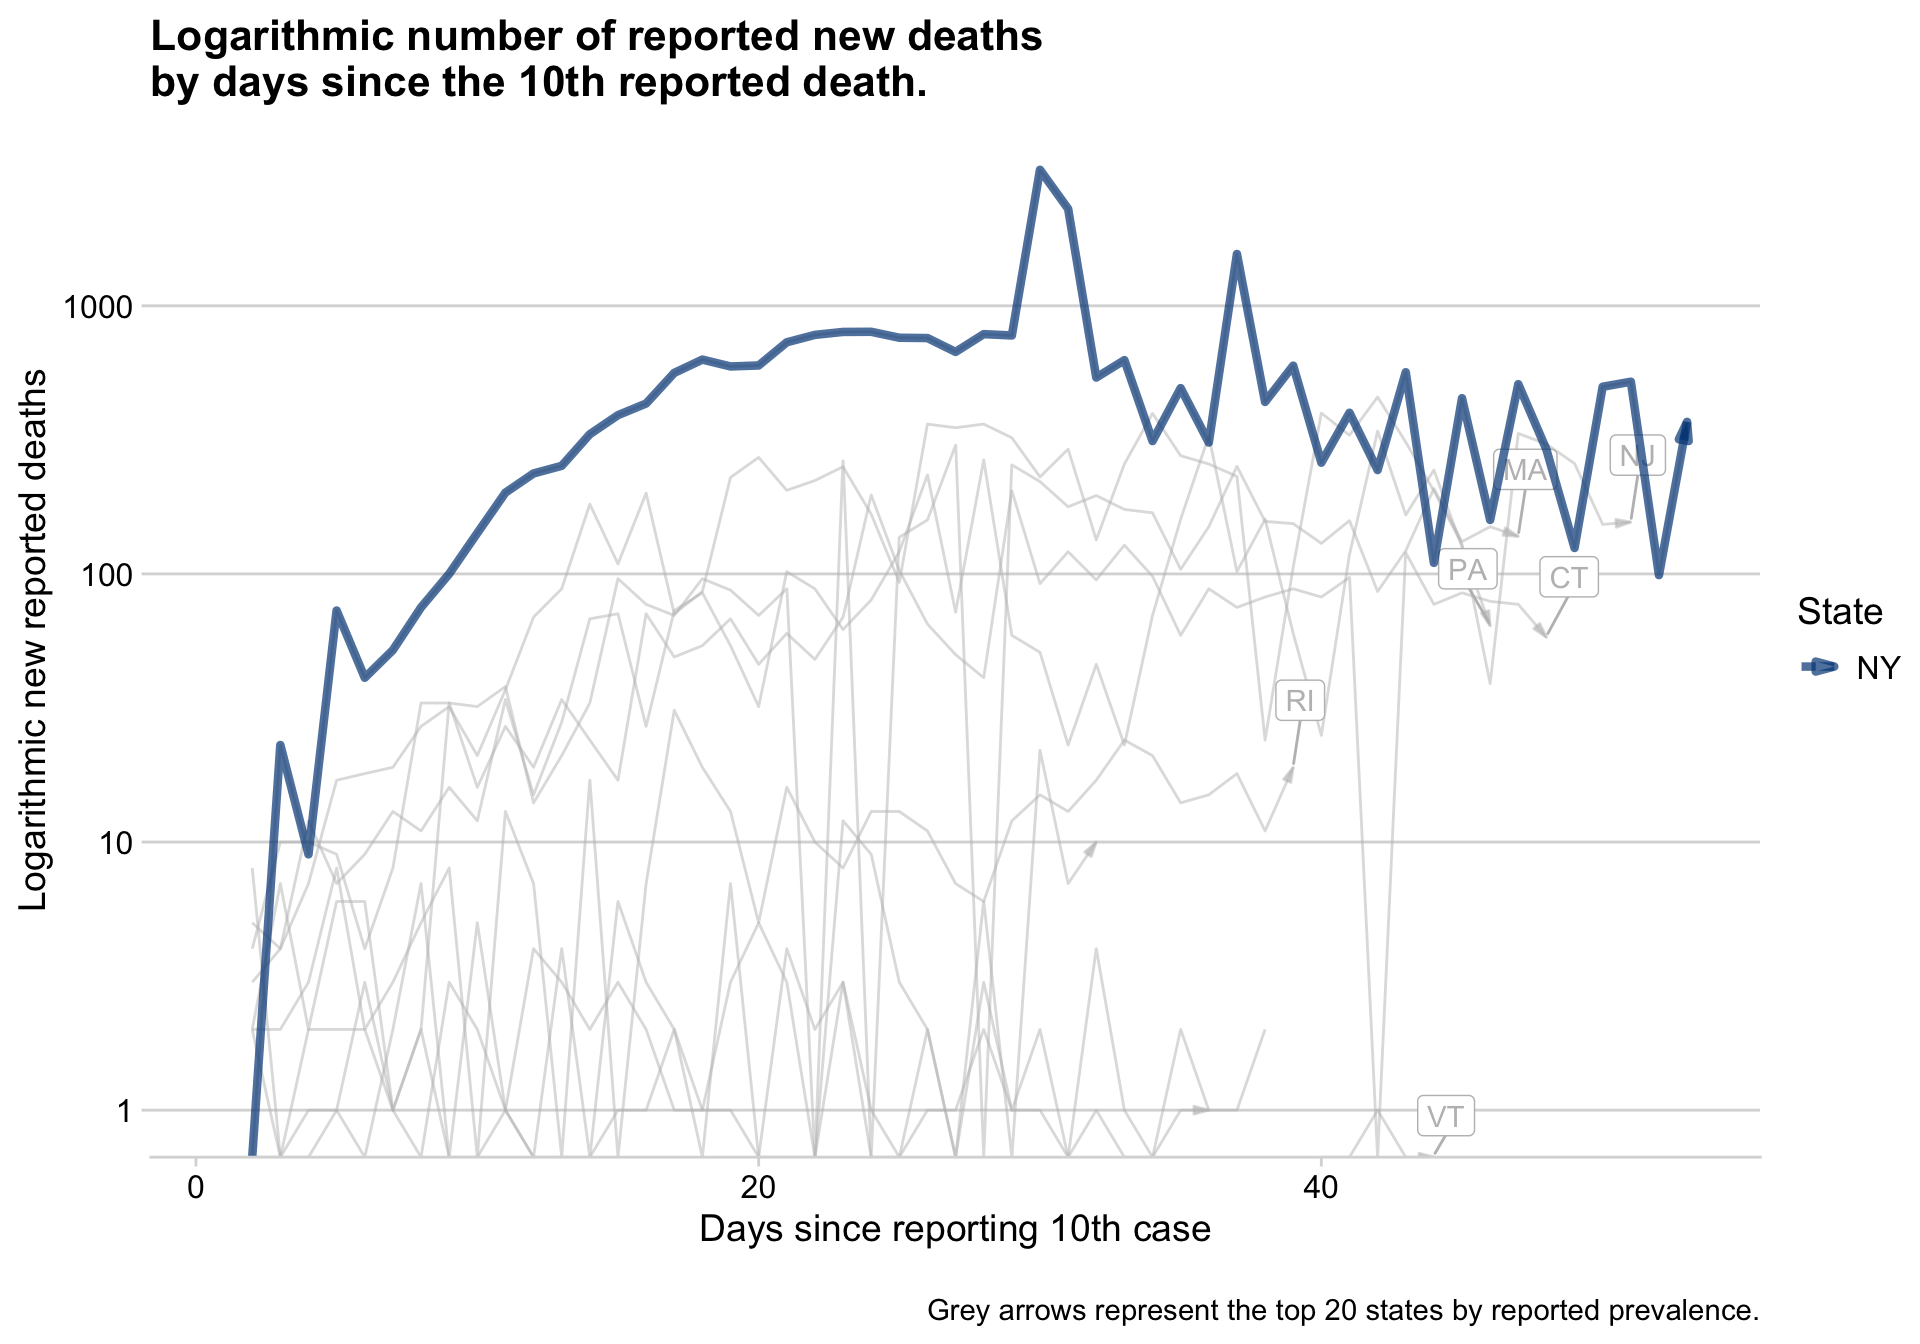 Logarithmic number of reported new deaths
by days since the 10th reported death.
Logarithmic new reported deaths
1000
100
10
1
MA
NJ
PA
CT
RI
VT
State
NY
0
20
40
Days since reporting 10th case
Grey arrows represent the top 20 states by reported prevalence.